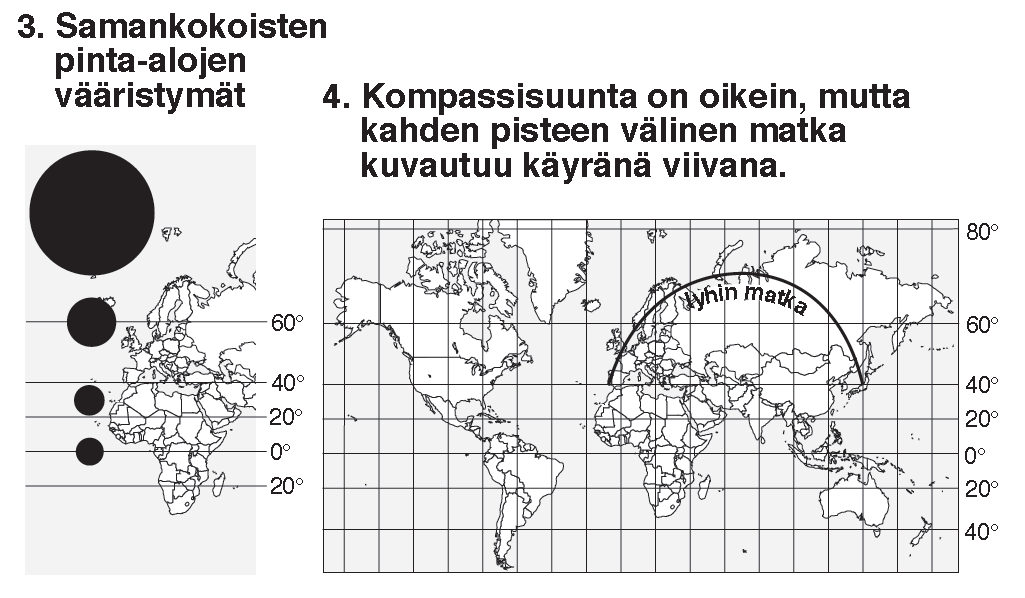 3. Samankokoisten
pinta-alojen
vääristymät
60°
40°
20°
0°
20°
4. Kompassisuunta on oikein, mutta
kahden pisteen välinen matka
kuvautuu käyränä viivana.
lyhin matka
80°
60°
40°
20°
0°
20°
40°